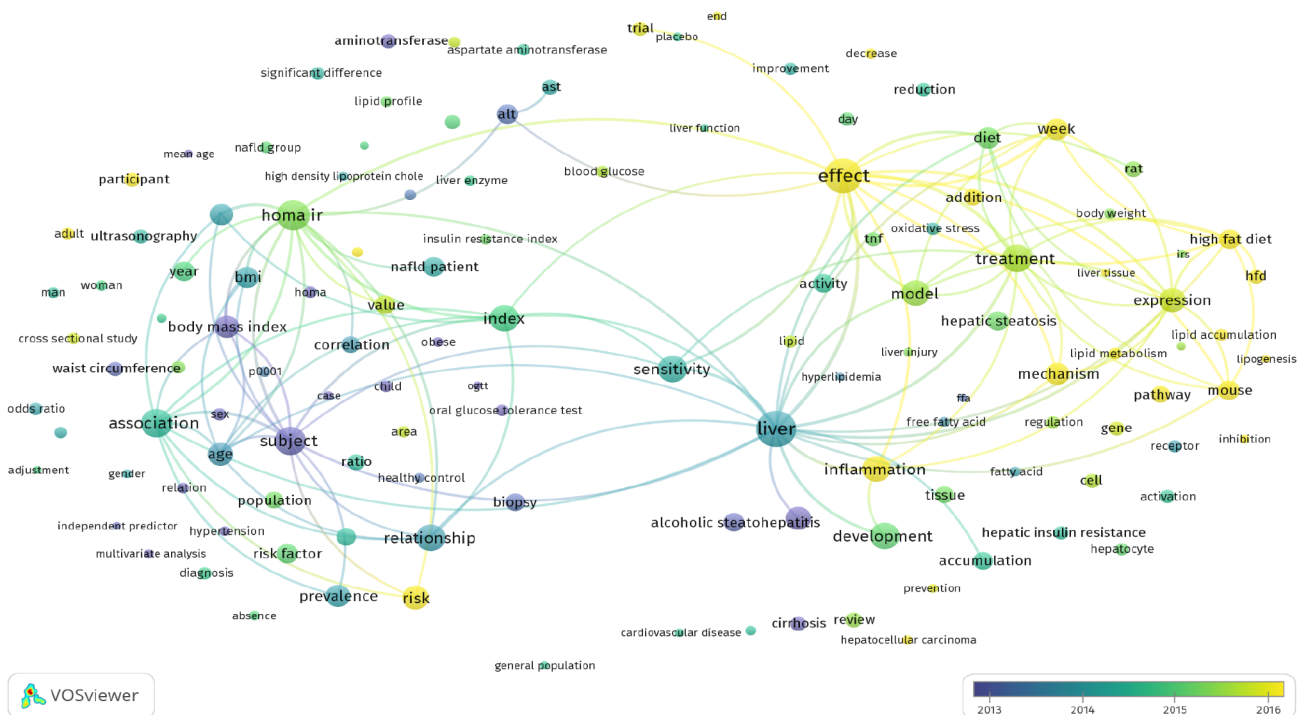 end
trial
placebo
aminotransferase
aspartate aminotransferase
decrease
improvement
significant difference
ast
reduction
lipid profile
alt
day
liver function
week
diet
nafld group
mean age
blood glucose
rat
effect
high density lipoprotein chole
liver enzyme
participant
addition
body weight
homa ir
adult
ultrasonography
insulin resistance index
tnf
oxidative stress
high fat diet
irs
treatment
nafld patient
year
bmi
liver tissue
hfd
woman
man
homa
activity
model
expression
value
index
body mass index
hepatic steatosis
cross sectional study
correlation
obese
lipid
lipid accumulation
liver injury
lipid metabolism
lipogenesis
waist circumference
p0001
sensitivity
hyperlipidemia
mechanism
child
ogtt
case
mouse
pathway
ffa
odds ratio
sex
oral glucose tolerance test
association
free fatty acid
regulation
liver
gene
subject
area
inhibition
receptor
age
ratio
inflammation
adjustment
gender
healthy control
fatty acid
cell
relation
tissue
activation
population
biopsy
independent predictor
hypertension
alcoholic steatohepatitis
relationship
development
hepatic insulin resistance
multivariate analysis
risk factor
hepatocyte
accumulation
diagnosis
prevention
prevalence
risk
absence
cirrhosis
review
cardiovascular disease
hepatocellular carcinoma
general population
VOSviewer
2013
2014
2015
2016